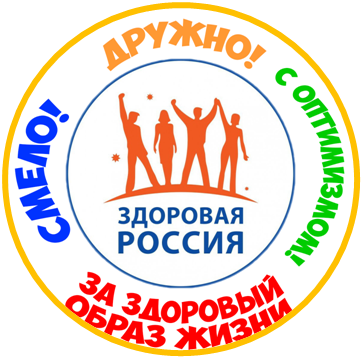 СМЕЛО!
ДРУЖНО!
С ОПТИМИЗМОМ!
ЗДОРОВАЯ
РОССИЯ
ЗА ЗДОРОВЫЙ
ОБРАЗ ЖИЗНИ